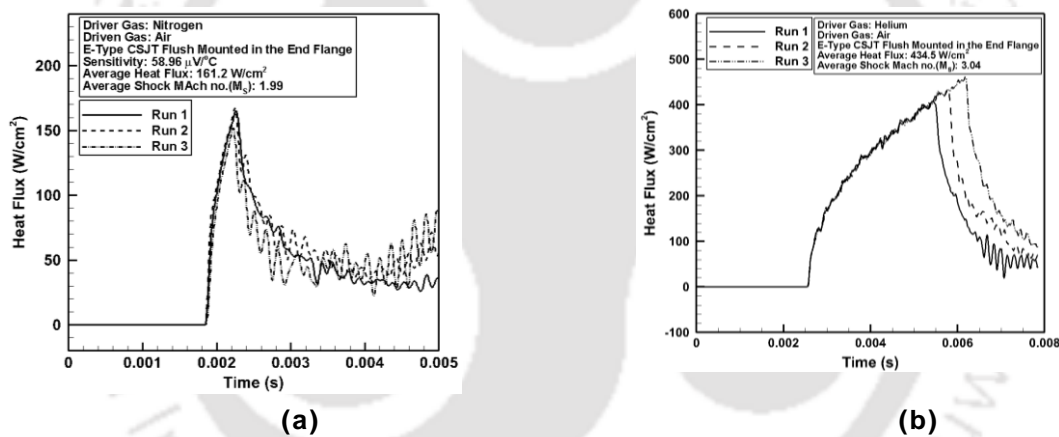 Driver Gas: Nitrogen
Driven Gas: Air
E-Type CSJT Flush Mounted in the End Flange
Sensitivity: 58.96 μV/°C
Average Heat Flux: 161.2 W/cm²
Average Shock MAch no.(Mₛ): 1.99
Run 1
Run 2
Run 3
200
150
100
50
0
Heat Flux (W/cm²)
0 0.001 0.002 0.003 0.004 0.005
Time (s)
(a)
Driver Gas: Helium
Driven Gas: Air
E-Type CSJT Flush Mounted in the End Flange
Average Heat Flux: 434.5 W/cm²
Average Shock Mach no.(Mₛ): 3.04
Run 1
Run 2
Run 3
600
500
400
300
200
100
0
-100
Heat Flux (W/cm²)
0 0.002 0.004 0.006 0.008
Time (s)
(b)